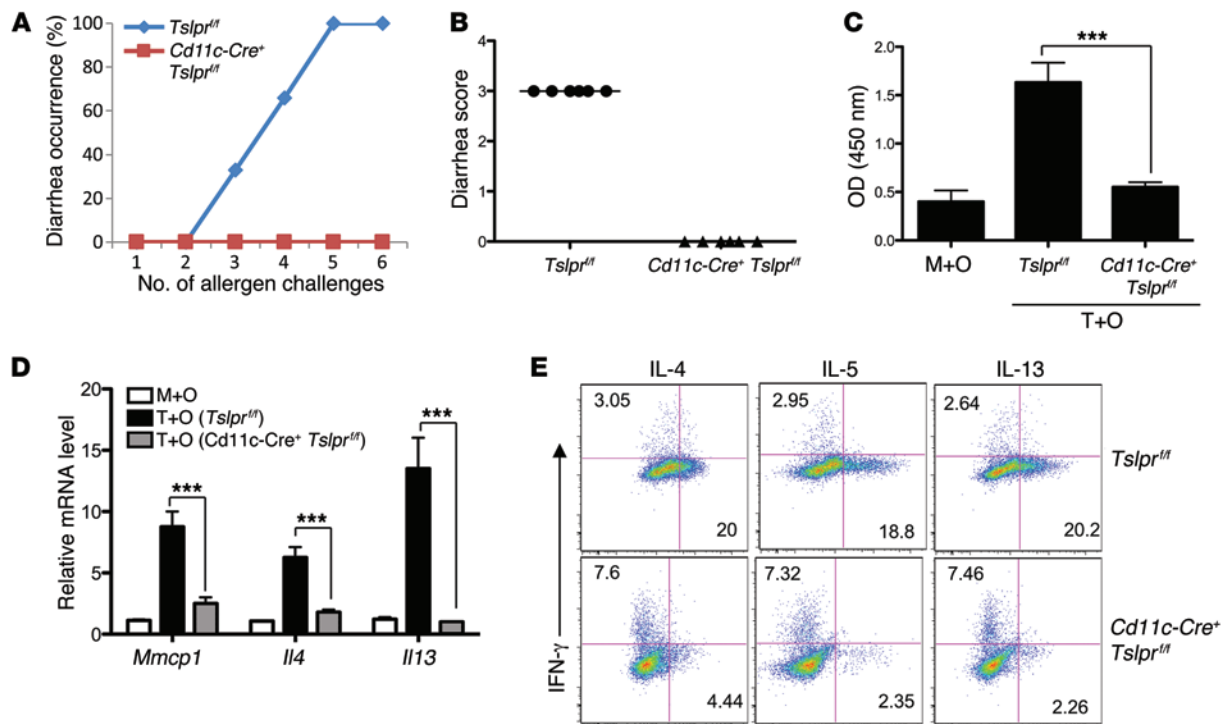 A
Tslpr^f/f
Cd11c-Cre+
Tslpr^f/f
Diarrhea occurrence (%)
100
80
60
40
20
0
1 2 3 4 5 6
No. of allergen challenges
B
Diarrhea score
4
3
2
1
0
Tslpr^f/f Cd11c-Cre+ Tslpr^f/f
C
***
OD (450 nm)
2.0
1.5
1.0
0.5
0.0
M+O Tslpr^f/f Cd11c-Cre+
Tslpr^f/f
T+O
D
M+O
T+O (Tslpr^f/f)
T+O (Cd11c-Cre+ Tslpr^f/f)
Relative mRNA level
20
15
10
5
0
*** *** ***
Mmcp1 Il4 Il13
E
IL-4 IL-5 IL-13
3.05 2.95 2.64
Tslpr^f/f
20 18.8 20.2
7.6 7.32 7.46
Cd11c-Cre+
Tslpr^f/f
4.44 2.35 2.26
IFN-γ